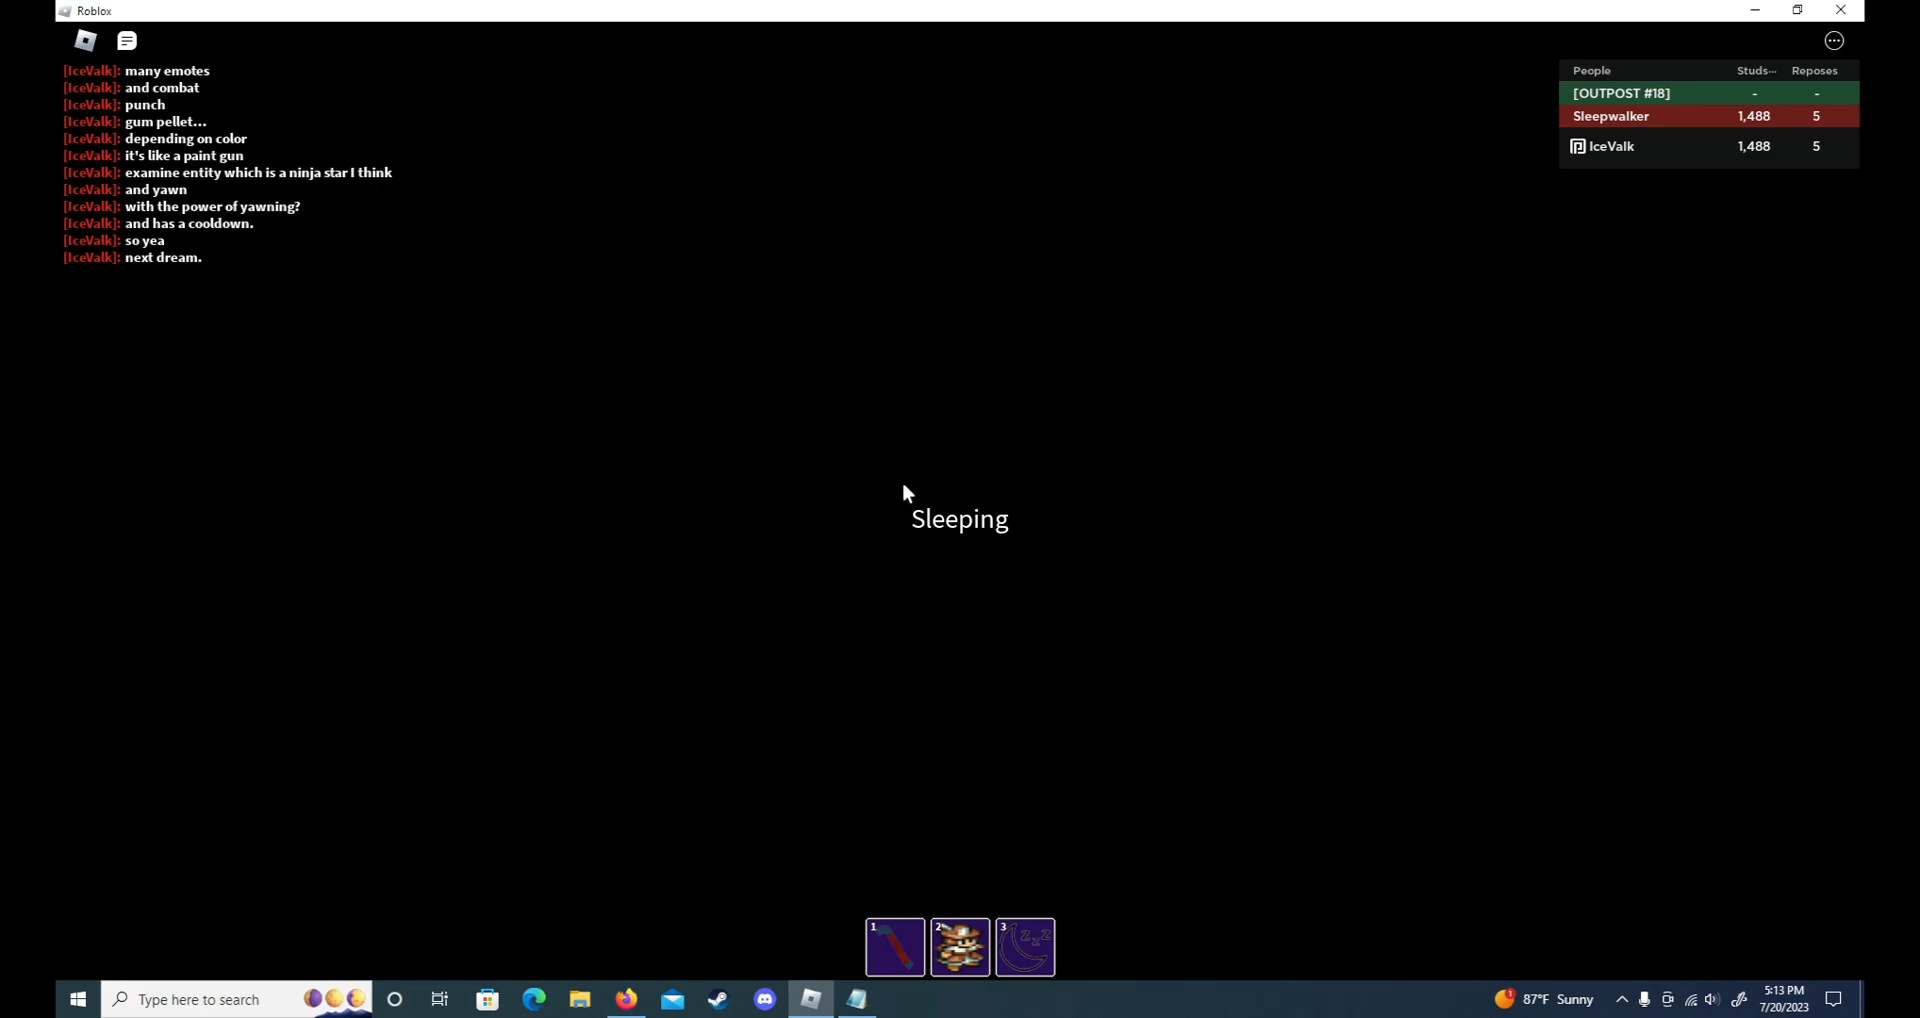 Roblox
[IceValk]: many emotes
[IceValk]: and combat
[IceValk]: punch
[IceValk]: gum pellet...
[IceValk]: depending on color
[IceValk]: it's like a paint gun
[IceValk]: examine entity which is a ninja star I think
[IceValk]: and yawn
[IceValk]: with the power of yawning?
[IceValk]: and has a cooldown.
[IceValk]: so yea
[IceValk]: next dream.
People Studs... Reposes
[OUTPOST #18] - -
Sleepwalker 1,488 5
IceValk 1,488 5
Sleeping
1 2 3
z z z
Type here to search
1 87°F Sunny
5:13 PM
7/20/2023